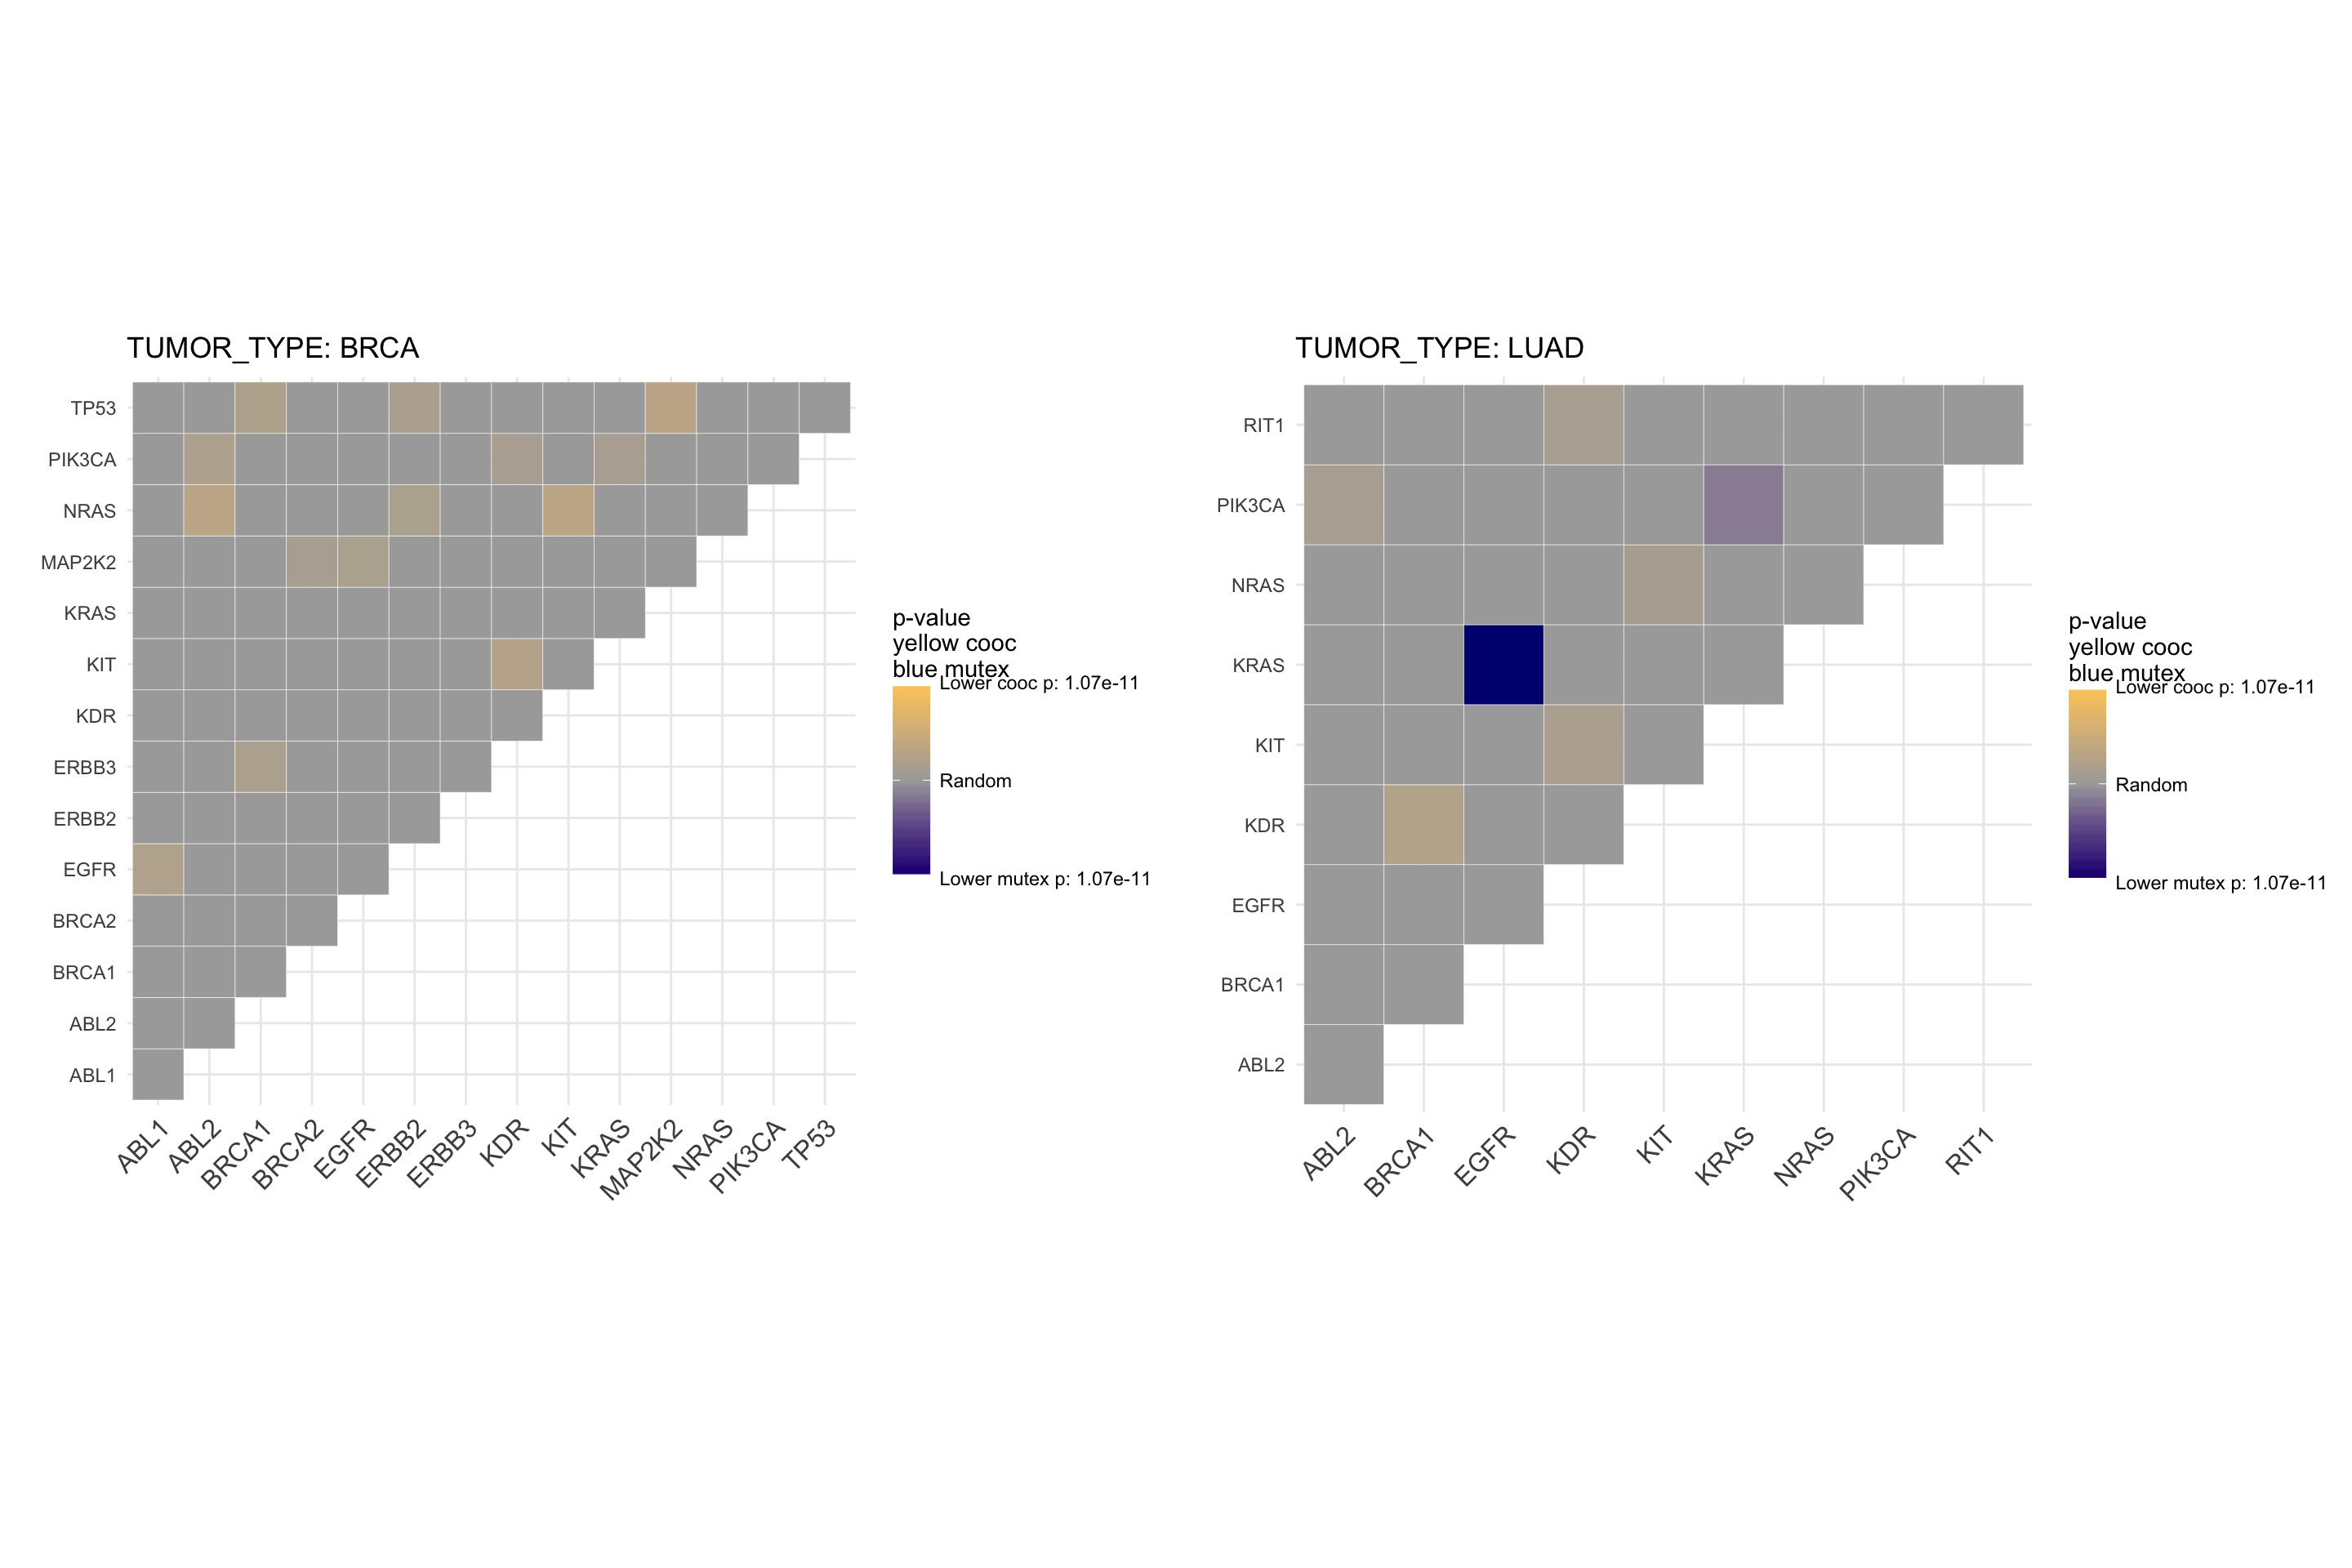 TUMOR_TYPE: BRCA
TP53
PIK3CA
NRAS
MAP2K2
KRAS
KIT
KDR
ERBB3
ERBB2
EGFR
BRCA2
BRCA1
ABL2
ABL1
ABL1
ABL2
BRCA1
BRCA2
EGFR
ERBB2
ERBB3
KDR
KIT
KRAS
MAP2K2
NRAS
PIK3CA
TP53
p-value
yellow cooc
blue mutex
Lower cooc p: 1.07e-11
Random
Lower mutex p: 1.07e-11
TUMOR_TYPE: LUAD
RIT1
PIK3CA
NRAS
KRAS
KIT
KDR
EGFR
BRCA1
ABL2
ABL2
BRCA1
EGFR
KDR
KIT
KRAS
NRAS
PIK3CA
RIT1
p-value
yellow cooc
blue mutex
Lower cooc p: 1.07e-11
Random
Lower mutex p: 1.07e-11